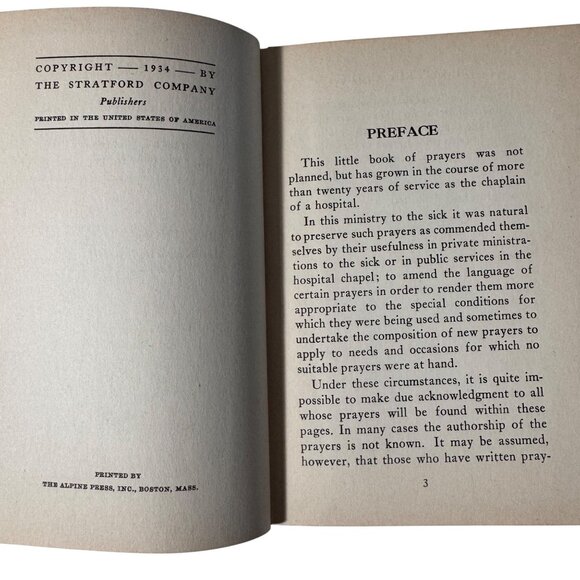 COPYRIGHT — 1934 — BY
THE STRATFORD COMPANY
Publishers
PRINTED IN THE UNITED STATES OF AMERICA
PRINTED BY
THE ALPINE PRESS, INC., BOSTON, MASS.
PREFACE
This little book of prayers was not
planned, but has grown in the course of more
than twenty years of service as the chaplain
of a hospital.
In this ministry to the sick it was natural
to preserve such prayers as commended them-
selves by their usefulness in private ministra-
tions to the sick or in public services in the
hospital chapel; to amend the language of
certain prayers in order to render them more
appropriate to the special conditions for
which they were being used and sometimes to
undertake the composition of new prayers to
apply to needs and occasions for which no
suitable prayers were at hand.
Under these circumstances, it is quite im-
possible to make due acknowledgment to all
whose prayers will be found within these
pages. In many cases the authorship of the
prayers is not known. It may be assumed,
however, that those who have written pray-
3